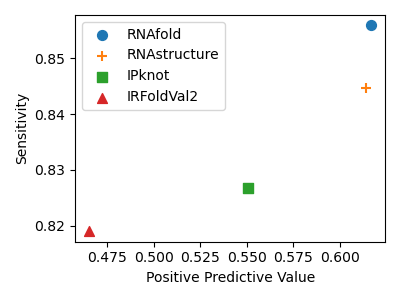 RNAfold
RNAstructure
IPknot
IRFoldVal2
Sensitivity
0.85
0.84
0.83
0.82
0.475 0.500 0.525 0.550 0.575 0.600
Positive Predictive Value